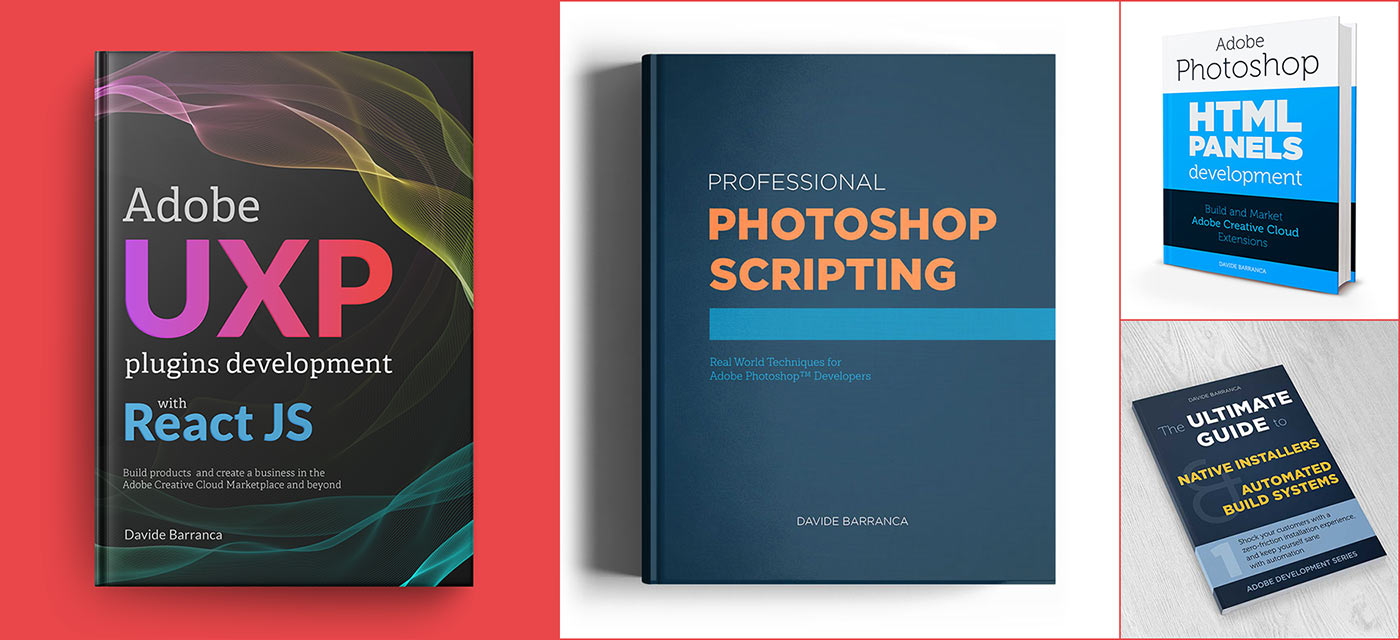 Adobe
UXP
plugins development
with
React JS
Build products and create a business in the
Adobe Creative Cloud Marketplace and beyond
Davide Barranca
PROFESSIONAL
PHOTOSHOP
SCRIPTING
Real World Techniques for
Adobe Photoshop™ Developers
DAVIDE BARRANCA
Adobe
Photoshop
HTML
PANELS
development
Build and Market
Adobe Creative Cloud
Extensions
DAVIDE BARRANCA
DAVIDE BARRANCA
The ULTIMATE
GUIDE to
NATIVE INSTALLERS
&
AUTOMATED
BUILD SYSTEMS
1
Shock your customers with a
zero-friction installation experience,
and keep yourself sane
with automation
ADOBE DEVELOPMENT SERIES